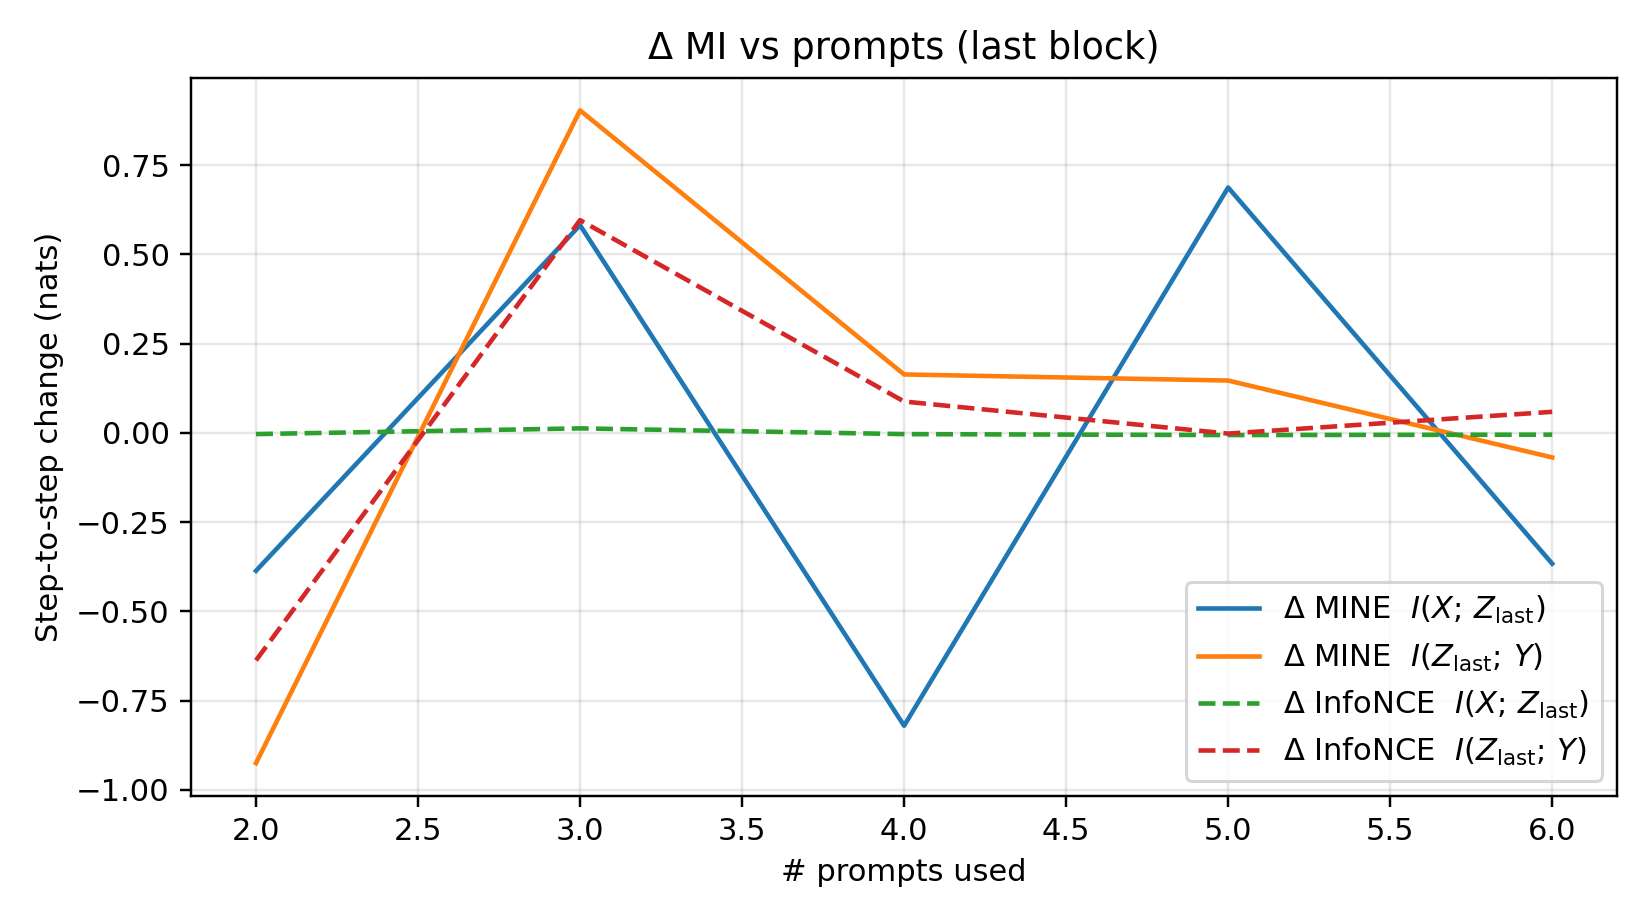 Δ MI vs prompts (last block)
Step-to-step change (nats)
0.75
0.50
0.25
0.00
−0.25
−0.50
−0.75
−1.00
Δ MINE I(X; Z_last)
Δ MINE I(Z_last; Y)
Δ InfoNCE I(X; Z_last)
Δ InfoNCE I(Z_last; Y)
2.0 2.5 3.0 3.5 4.0 4.5 5.0 5.5 6.0
# prompts used